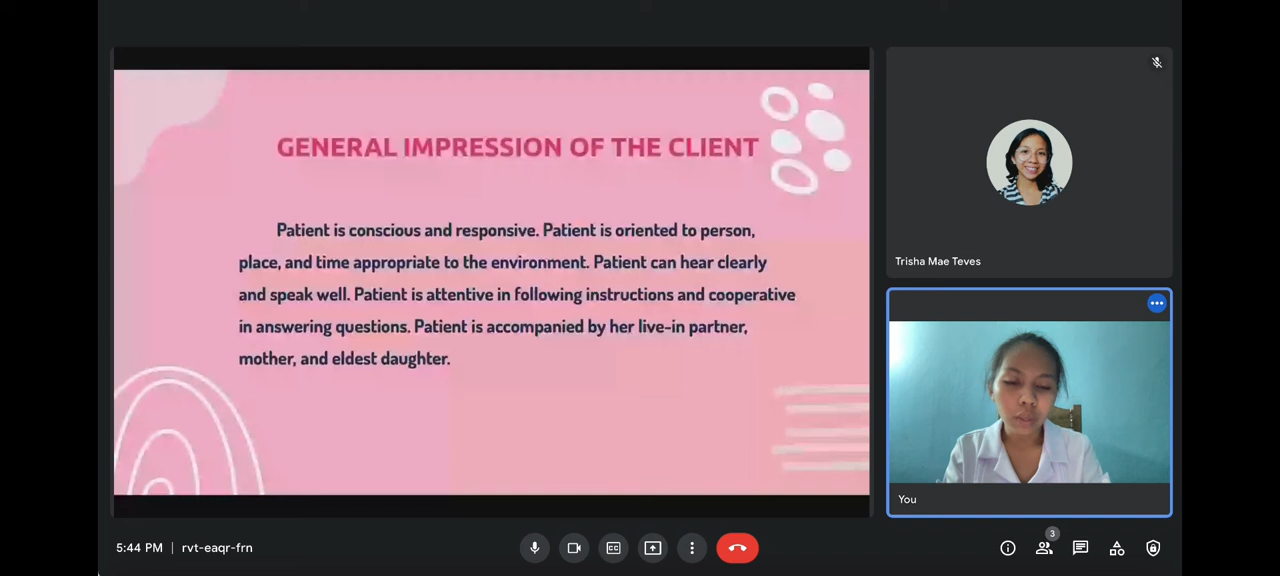 GENERAL IMPRESSION OF THE CLIENT
Patient is conscious and responsive. Patient is oriented to person,
place, and time appropriate to the environment. Patient can hear clearly
and speak well. Patient is attentive in following instructions and cooperative
in answering questions. Patient is accompanied by her live-in partner,
mother, and eldest daughter.
Trisha Mae Teves
You
5:44 PM | rvt-eaqr-frn
CC
3